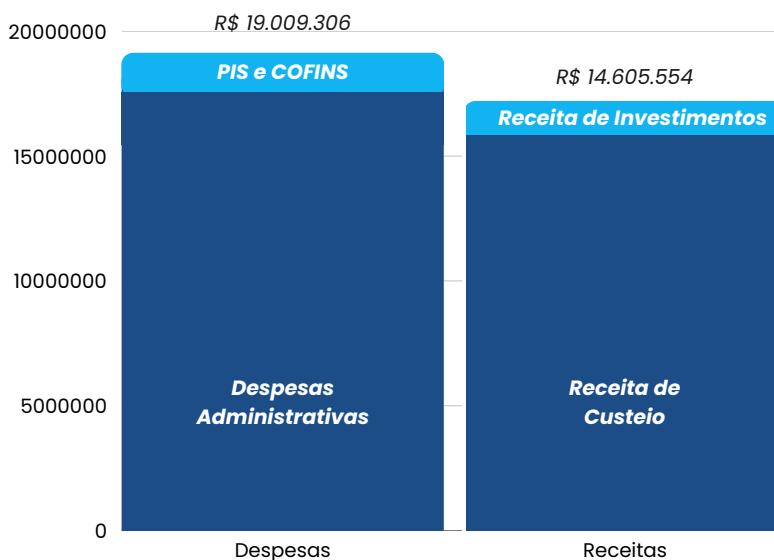 R$ 19.009.306
20000000
PIS e COFINS
R$ 14.605.554
Receita de Investimentos
15000000
10000000
Despesas
Administrativas
Receita de
Custeio
5000000
0
Despesas
Receitas